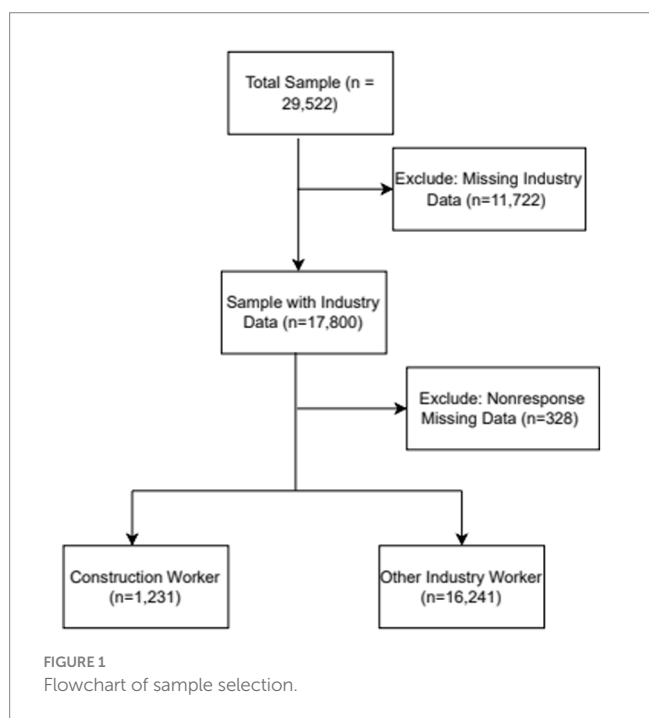 Total Sample (n =
29,522)
Exclude: Missing Industry
Data (n=11,722)
Sample with Industry
Data (n=17,800)
Exclude: Nonresponse
Missing Data (n=328)
Construction Worker
(n=1,231)
Other Industry Worker
(n=16,241)
FIGURE 1
Flowchart of sample selection.